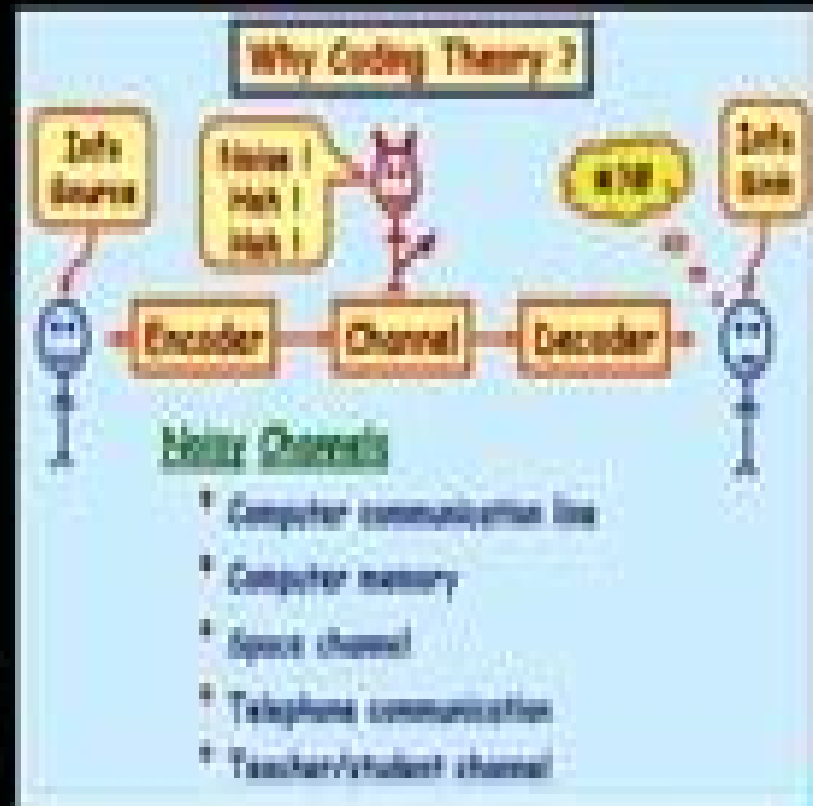 Why Coding Theory ?
Info
Source
Noise !
Hah !
Hah !
Info
Sink
Encoder
Channel
Decoder
Noisy Channels
* Computer communication line
* Computer memory
* Space channel
* Telephone communication
* Teacher/student channel